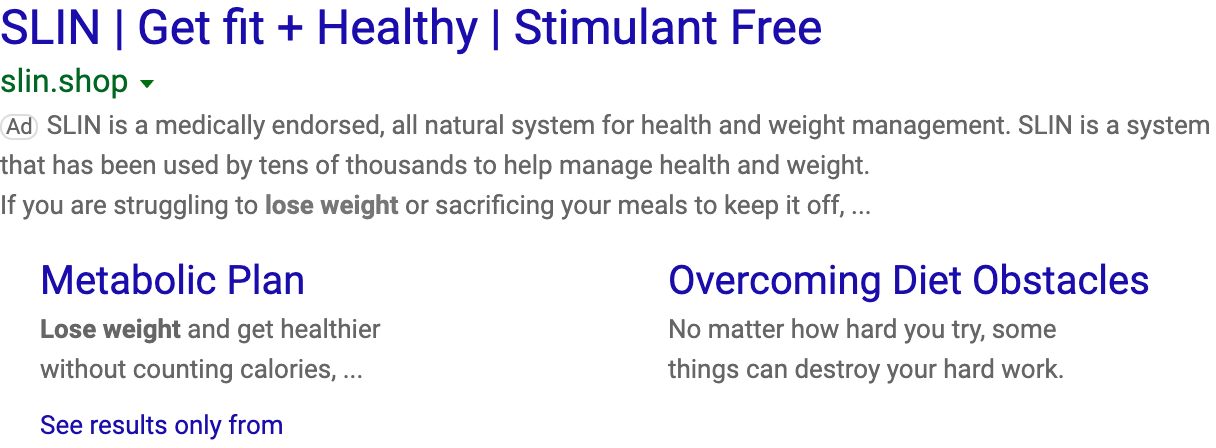 SLIN | Get fit + Healthy | Stimulant Free
slin.shop
Ad SLIN is a medically endorsed, all natural system for health and weight management. SLIN is a system
that has been used by tens of thousands to help manage health and weight.
If you are struggling to lose weight or sacrificing your meals to keep it off, ...
Metabolic Plan
Lose weight and get healthier
without counting calories, ...
Overcoming Diet Obstacles
No matter how hard you try, some
things can destroy your hard work.
See results only from